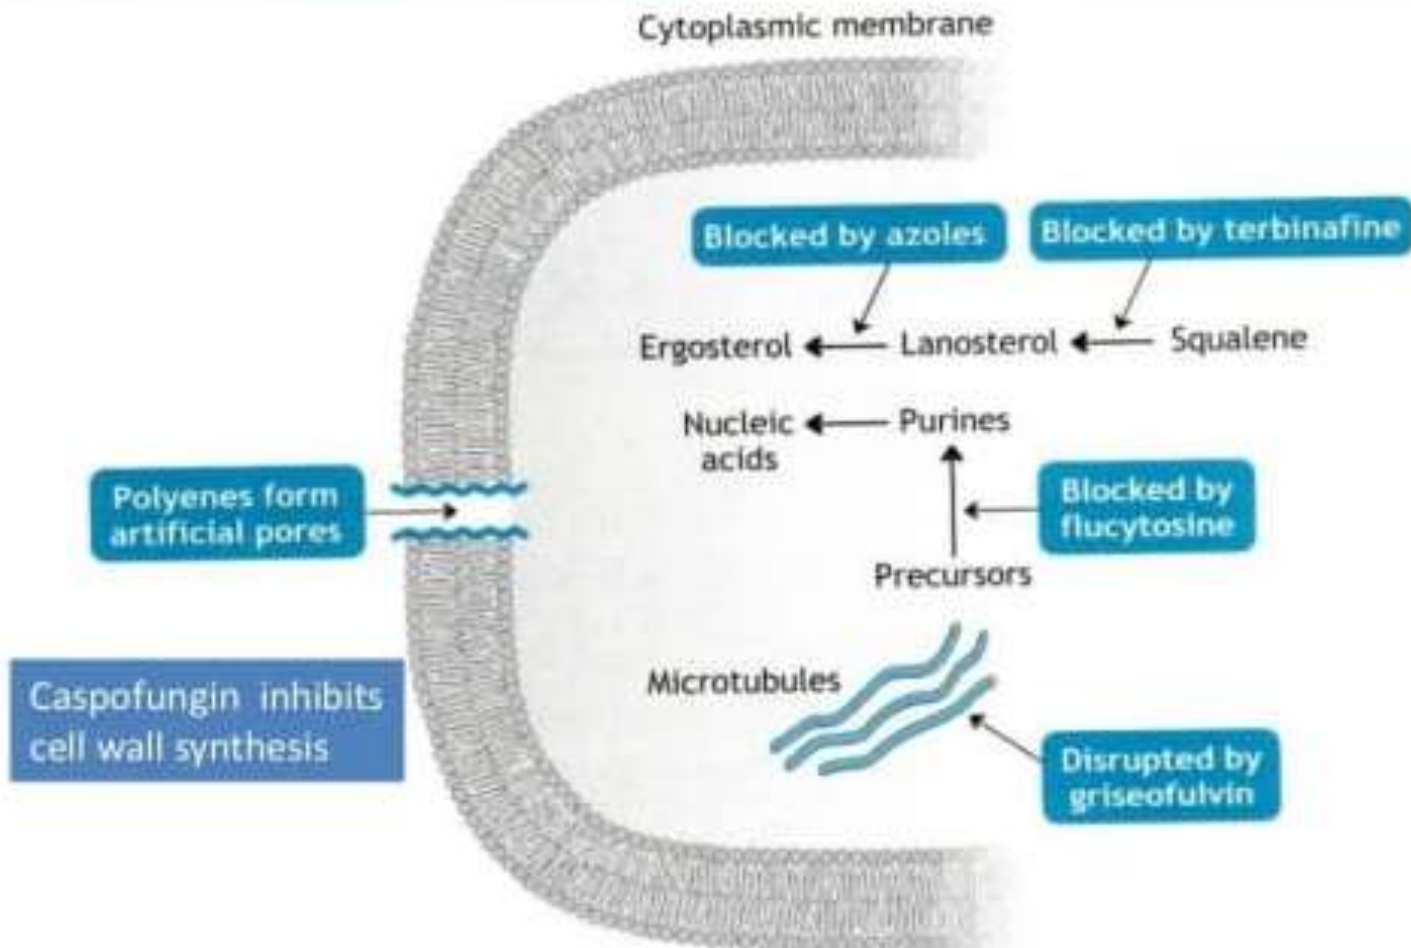 Cytoplasmic membrane
Blocked by azoles
Blocked by terbinafine
Ergosterol
Lanosterol
Squalene
Nucleic
acids
Purines
Polyenes form
artificial pores
Blocked by
flucytosine
Precursors
Caspofungin inhibits
cell wall synthesis
Microtubules
Disrupted by
griseofulvin